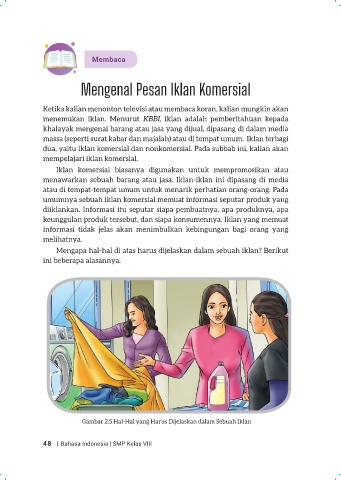 Membaca
Mengenal Pesan Iklan Komersial
Ketika kalian menonton televisi atau membaca koran, kalian mungkin akan
menemukan iklan. Menurut KBBI, iklan adalah pemberitahuan kepada
khalayak mengenai barang atau jasa yang dijual, dipasang di dalam media
massa (seperti surat kabar dan majalah) atau di tempat umum. Iklan terbagi
dua, yaitu iklan komersial dan nonkomersial. Pada subbab ini, kalian akan
mempelajari iklan komersial.
Iklan komersial biasanya digunakan untuk mempromosikan atau
menawarkan sebuah barang atau jasa. Iklan-iklan ini dipasang di media
atau di tempat-tempat umum untuk menarik perhatian orang-orang. Pada
umumnya sebuah iklan komersial memuat informasi seputar produk yang
diiklankan. Informasi itu seputar siapa pembuatnya, apa produknya, apa
keunggulan produk tersebut, dan siapa konsumennya. Iklan yang memuat
informasi tidak jelas akan menimbulkan kebingungan bagi orang yang
melihatnya.
Mengapa hal-hal di atas harus dijelaskan dalam sebuah iklan? Berikut
ini beberapa alasannya.
Gambar 2.5 Hal-Hal yang Harus Dijelaskan dalam Sebuah Iklan
48 | Bahasa Indonesia | SMP Kelas VIII